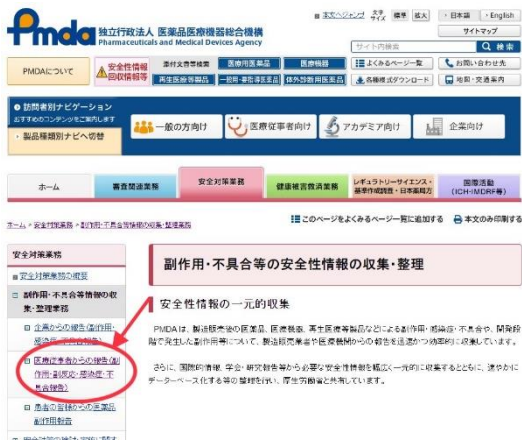 本文へジャンプ 文字サイズ 標準 拡大 ・日本語 ・English
Pmda 独立行政法人 医薬品医療機器総合機構
Pharmaceuticals and Medical Devices Agency
サイトマップ
サイト内検索 検索
PMDAについて 安全性情報 回収情報等 添付文書等検索 医療用医薬品 医療機器 よくみるページ一覧 お問い合わせ先
再生医療等製品 一般用・要指導医薬品 体外診断用医薬品 各種様式ダウンロード 地図・交通案内
訪問者別ナビゲーション
おすすめのコンテンツをご案内します
・製品種別ナビへ切替
一般の方向け 医療従事者向け アカデミア向け 企業向け
ホーム 審査関連業務 安全対策業務 健康被害救済業務 レギュラトリーサイエンス・基準作成調査・日本薬局方 国際活動(ICH・IMDRF等)
このページをよくみるページ一覧に追加する 本文のみ印刷する
ホーム > 安全対策業務 > 副作用・不具合等情報の収集・整理業務
安全対策業務
安全対策業務の概要
副作用・不具合等情報の収集・整理業務
企業からの報告(副作用・感染症・不具合報告)
医療従事者からの報告(副作用・副反応・感染症・不具合報告)
患者の皆様からの医薬品副作用報告
副作用・不具合等の安全性情報の収集・整理
安全性情報の一元的収集
PMDAは、製造販売後の医薬品、医療機器、再生医療等製品などによる副作用・感染症・不具合や、開発段
階で発生した副作用等について、製造販売業者や医療機関からの報告を迅速かつ効率的に収集しています。
さらに、国際的情報、学会・研究報告等から必要な安全性情報を幅広く一元的に収集するとともに、速やかに
データーベース化する等の整理を行い、厚生労働省と共有しています。